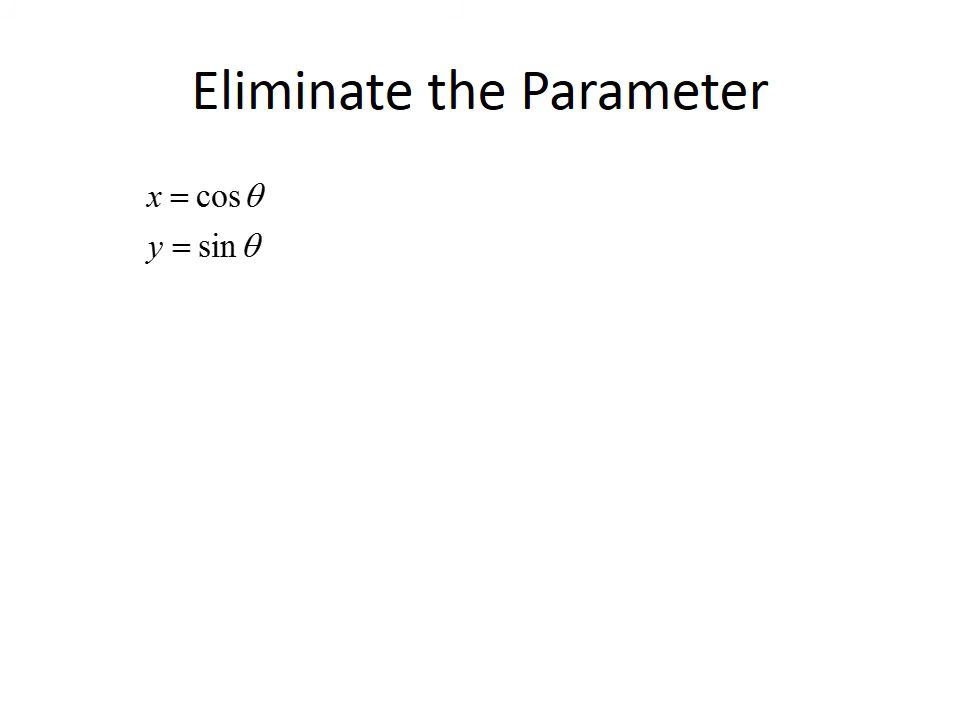 Eliminate the Parameter
x = cos θ
y = sin θ